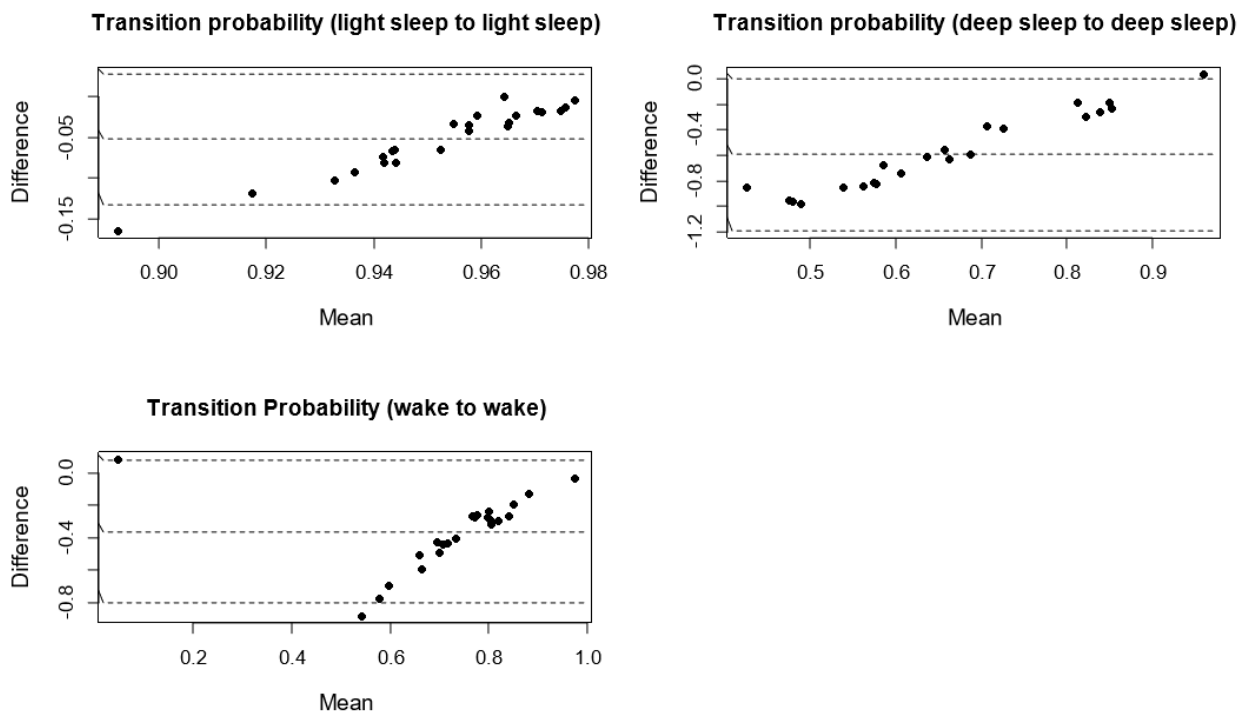 Transition probability (light sleep to light sleep)
Difference
-0.05
-0.15
0.90 0.92 0.94 0.96 0.98
Mean
Transition probability (deep sleep to deep sleep)
Difference
0.0
-0.4
-0.8
-1.2
0.5 0.6 0.7 0.8 0.9
Mean
Transition Probability (wake to wake)
Difference
0.0
-0.4
-0.8
0.2 0.4 0.6 0.8 1.0
Mean